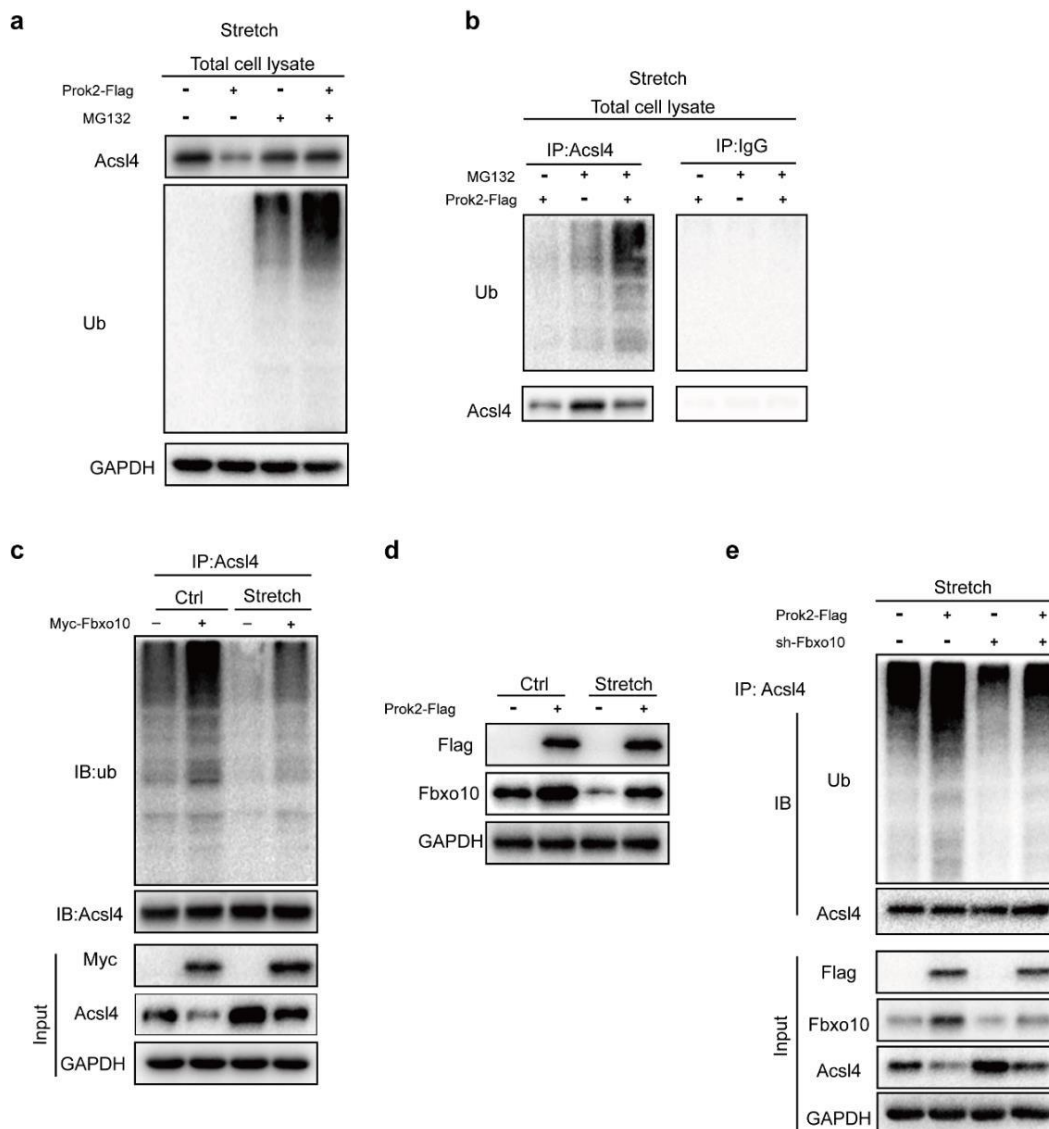 a
Stretch
Total cell lysate
Prok2-Flag - + - +
MG132 - - + +
Acsl4
Ub
GAPDH
b
Stretch
Total cell lysate
IP:Acsl4 IP:IgG
MG132 - + + - + +
Prok2-Flag + - + + - +
Ub
Acsl4
c
IP:Acsl4
Ctrl Stretch
Myc-Fbxo10 – + – +
IB:ub
IB:Acsl4
Input
Myc
Acsl4
GAPDH
d
Ctrl Stretch
Prok2-Flag - + - +
Flag
Fbxo10
GAPDH
e
Stretch
Prok2-Flag - + - +
sh-Fbxo10 - - + +
IP: Acsl4
IB
Ub
Acsl4
Input
Flag
Fbxo10
Acsl4
GAPDH